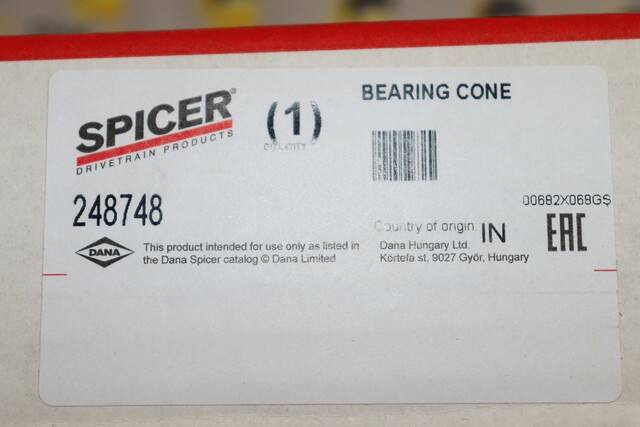 SPICER®
DRIVETRAIN PRODUCTS
(1)
QUANTITY
BEARING CONE
248748
00682X068GS
DANA
This product intended for use only as listed in
the Dana Spicer catalog © Dana Limited
Country of origin IN
Dana Hungary Ltd.
Körtefa st, 9027 Győr, Hungary
EAC